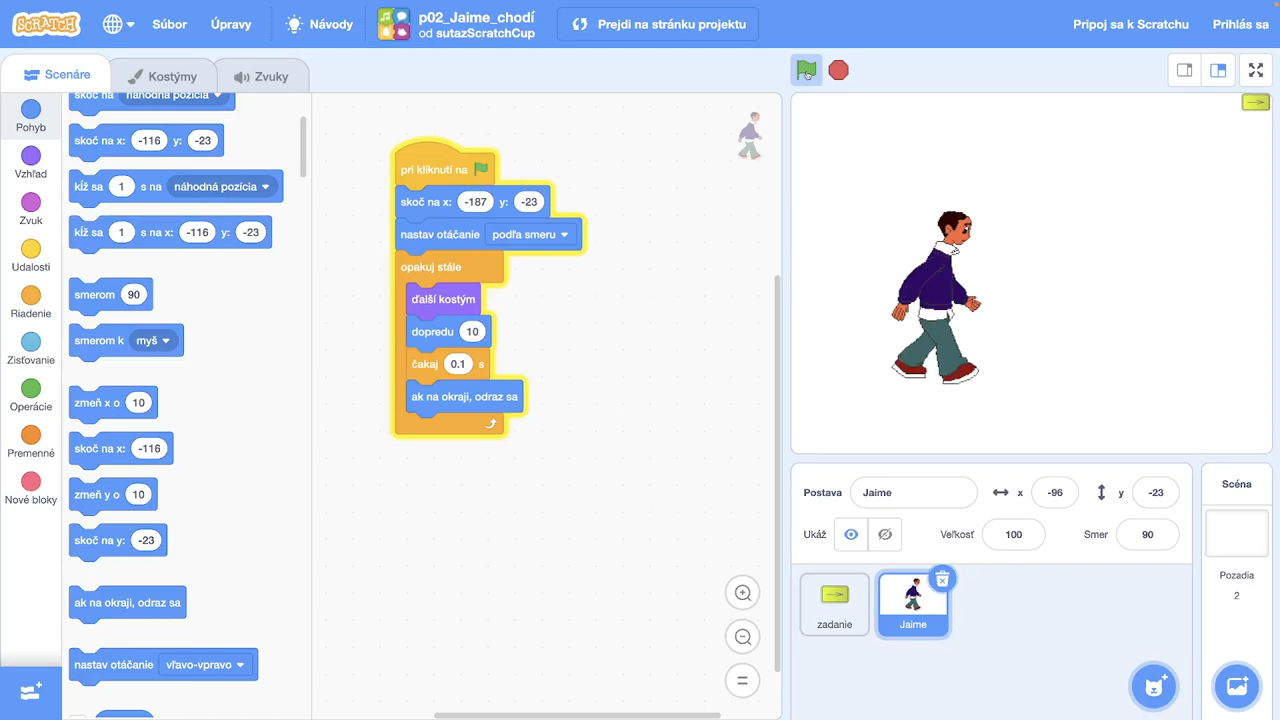 SCRATCH
Súbor
Úpravy
Návody
p02_Jaime_chodí
od sutazScratchCup
Prejdi na stránku projektu
Pripoj sa k Scratchu
Prihlás sa
Scenáre
Kostýmy
Zvuky
Pohyb
Vzhľad
Zvuk
Udalosti
Riadenie
Zisťovanie
Operácie
Premenné
Nové bloky
skoč na náhodná pozícia
skoč na x: -116 y: -23
kĺž sa 1 s na náhodná pozícia
kĺž sa 1 s na x: -116 y: -23
smerom 90
smerom k myš
zmeň x o 10
skoč na x: -116
zmeň y o 10
skoč na y: -23
ak na okraji, odraz sa
nastav otáčanie vľavo-vpravo
pri kliknutí na
skoč na x: -187 y: -23
nastav otáčanie podľa smeru
opakuj stále
ďalší kostým
dopredu 10
čakaj 0.1 s
ak na okraji, odraz sa
Postava Jaime x -96 y -23
Ukáž Veľkosť 100 Smer 90
zadanie
Jaime
Scéna
Pozadia
2